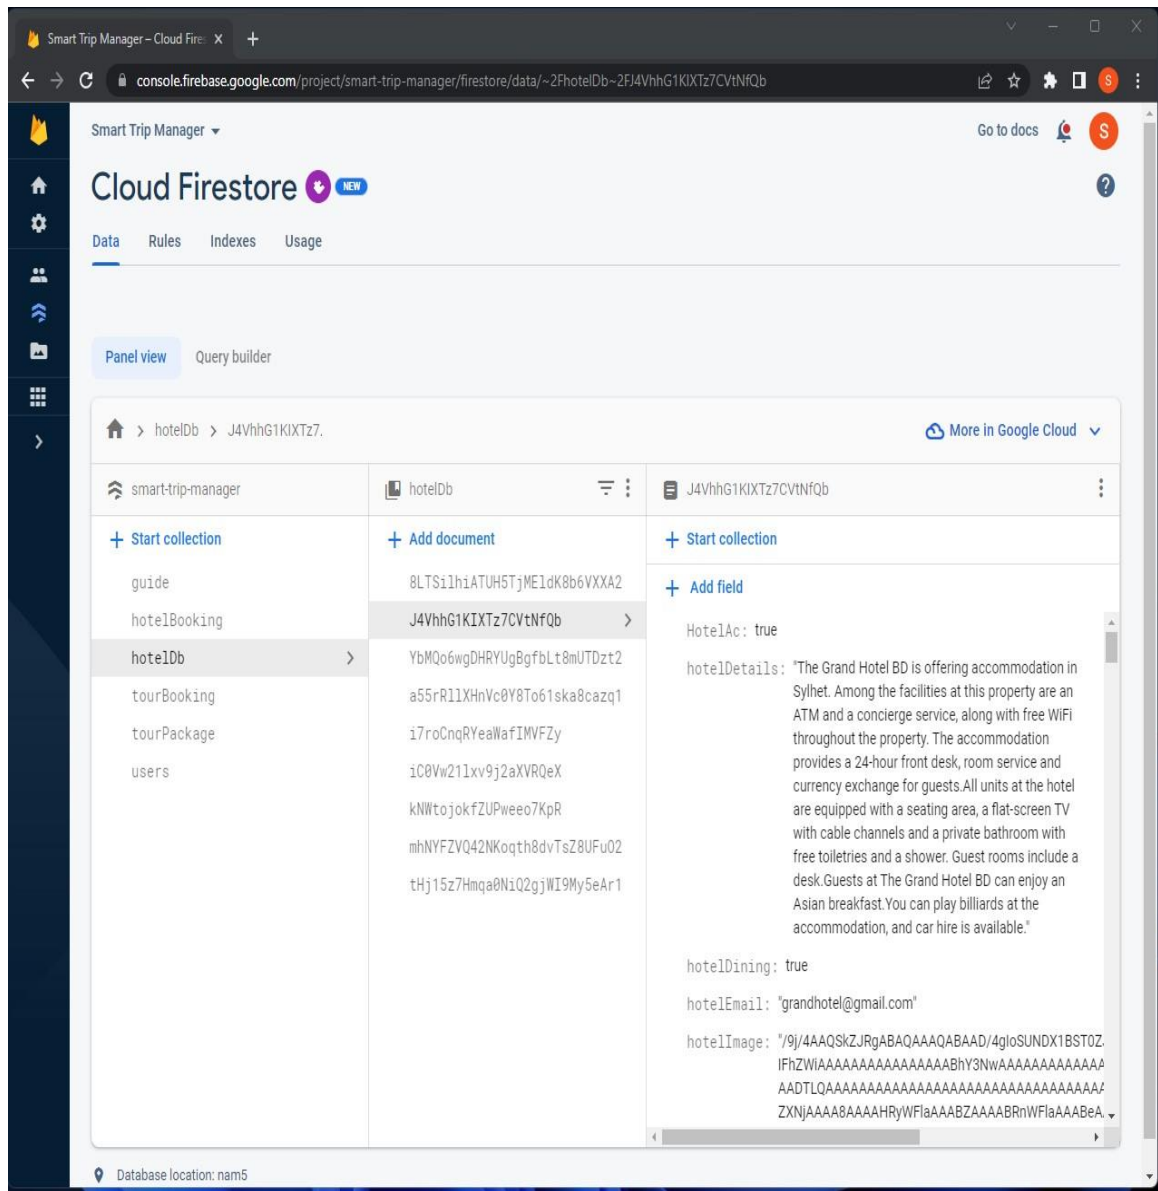 Smart Trip Manager – Cloud Fire
console.firebase.google.com/project/smart-trip-manager/firestore/data/~2FhotelDb~2FJ4VhhG1KIXTz7CVtNfQb
S
Smart Trip Manager
Go to docs
S
Cloud Firestore
NEW
Data
Rules
Indexes
Usage
Panel view
Query builder
hotelDb > J4VhhG1KIXTz7.
More in Google Cloud
smart-trip-manager
hotelDb
J4VhhG1KIXTz7CVtNfQb
+ Start collection
guide
hotelBooking
hotelDb
tourBooking
tourPackage
users
+ Add document
8LTSilhiATUH5TjMEldK8b6VXXA2
J4VhhG1KIXTz7CVtNfQb
YbMQo6wgDHRYUgBgfbLt8mUTDzt2
a55rRllXHnVc0Y8To61ska8cazq1
i7roCnqRYeaWafIMVFZy
iC0Vw21lxv9j2aXVRQeX
kNWtojokfZUPweeo7KpR
mhNYFZVQ42NKoqth8dvTsZ8UFuO2
tHj15z7Hmqa0NiQ2gjWI9My5eAr1
+ Start collection
+ Add field
HotelAc: true
hotelDetails: "The Grand Hotel BD is offering accommodation in
Sylhet. Among the facilities at this property are an
ATM and a concierge service, along with free WiFi
throughout the property. The accommodation
provides a 24-hour front desk, room service and
currency exchange for guests.All units at the hotel
are equipped with a seating area, a flat-screen TV
with cable channels and a private bathroom with
free toiletries and a shower. Guest rooms include a
desk.Guests at The Grand Hotel BD can enjoy an
Asian breakfast.You can play billiards at the
accommodation, and car hire is available."
hotelDining: true
hotelEmail: "grandhotel@gmail.com"
hotelImage: "/9j/4AAQSkZJRgABAQAAAQABAAD/4gIoSUNDX1BST0Z
Database location: nam5